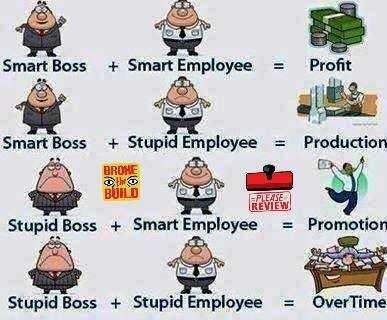 Smart Boss + Smart Employee = Profit
Smart Boss + Stupid Employee = Production
BROKE
the
BUILD
PLEASE
REVIEW
Stupid Boss + Smart Employee = Promotion
Stupid Boss + Stupid Employee = OverTime